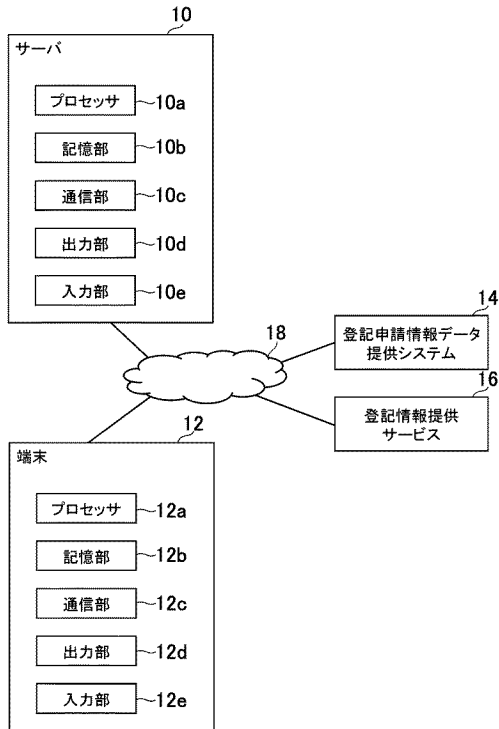 10
サーバ
プロセッサ 10a
記憶部 10b
通信部 10c
出力部 10d
入力部 10e
14
登記申請情報データ
提供システム
18
16
登記情報提供
サービス
12
端末
プロセッサ 12a
記憶部 12b
通信部 12c
出力部 12d
入力部 12e